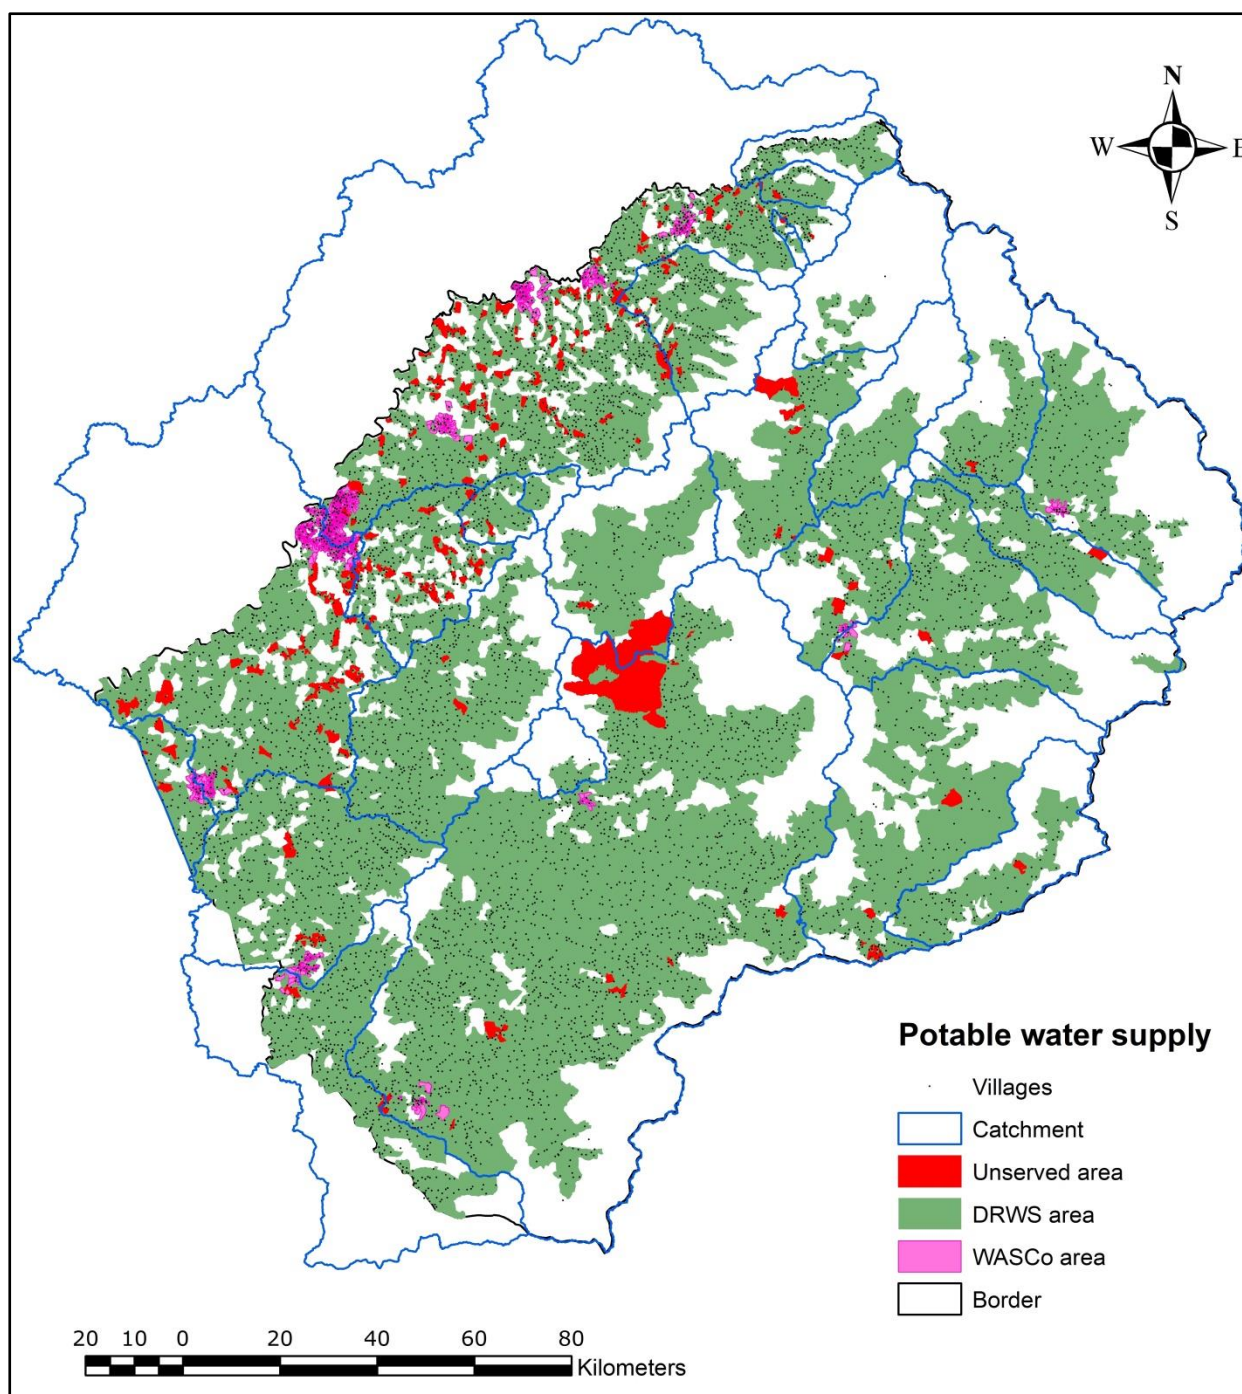 N
W E
S
Potable water supply
Villages
Catchment
Unserved area
DRWS area
WASCo area
Border
20 10 0 20 40 60 80
Kilometers